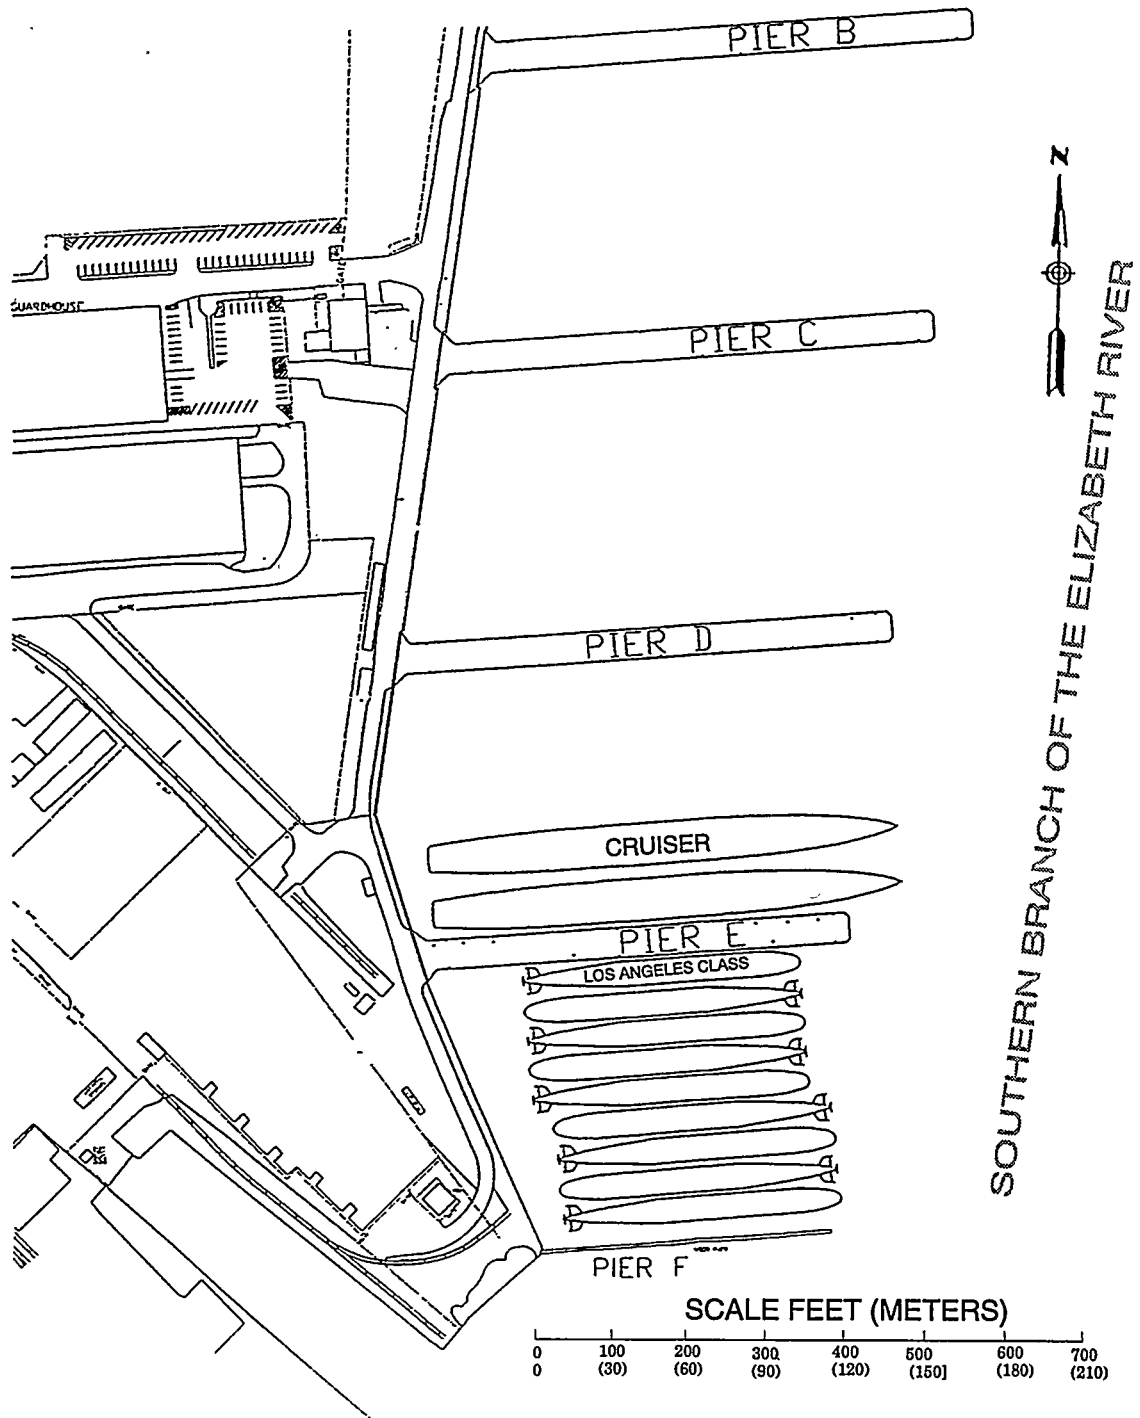 PIER B
N
GUARDHOUSE
PIER C
SOUTHERN BRANCH OF THE ELIZABETH RIVER
PIER D
CRUISER
PIER E
LOS ANGELES CLASS
PIER F
SCALE FEET (METERS)
0 100 200 300 400 500 600 700
0 (30) (60) (90) (120) (150] (180) (210)